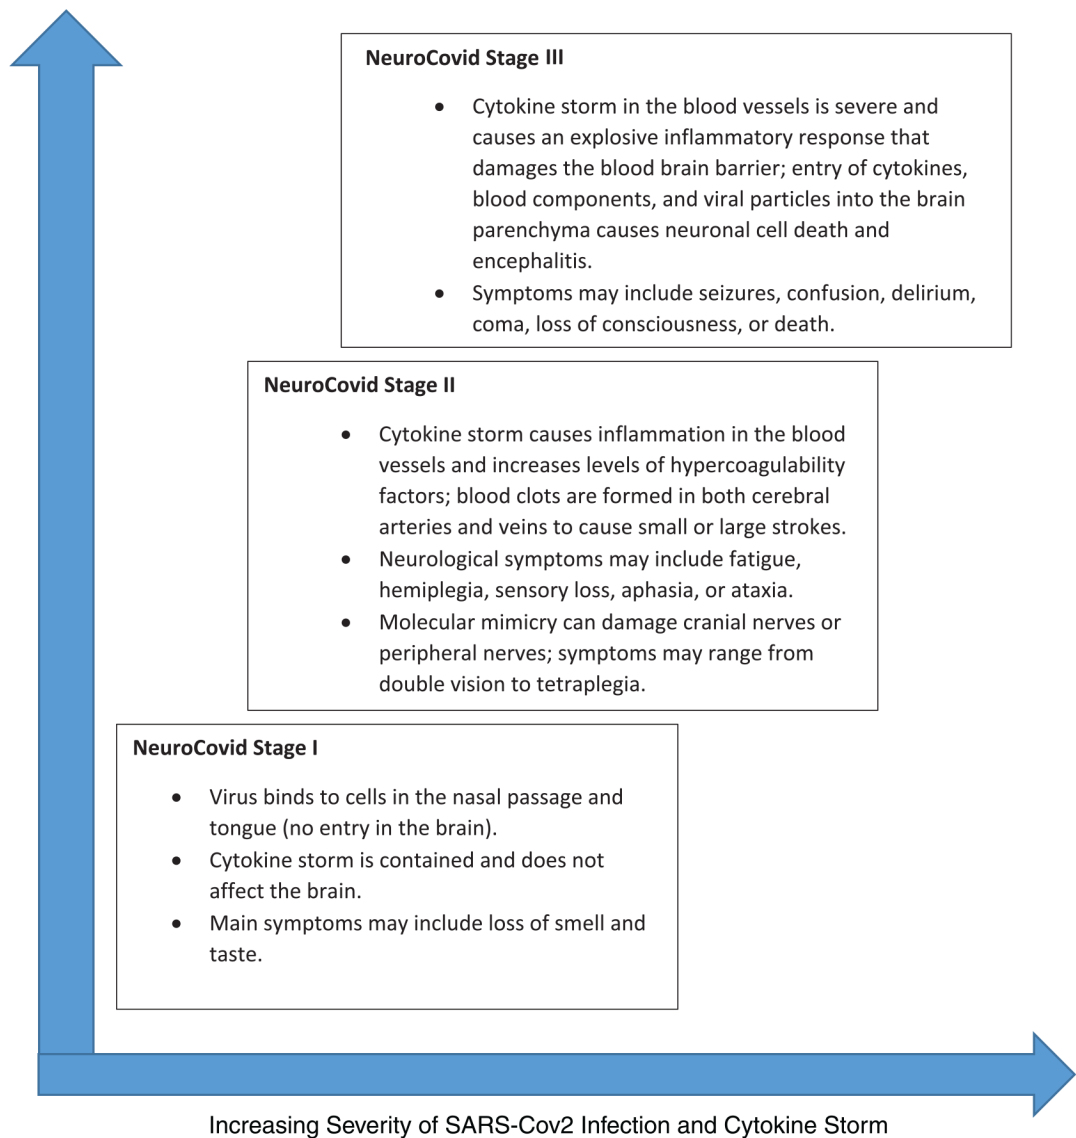 NeuroCovid Stage III
• Cytokine storm in the blood vessels is severe and
causes an explosive inflammatory response that
damages the blood brain barrier; entry of cytokines,
blood components, and viral particles into the brain
parenchyma causes neuronal cell death and
encephalitis.
• Symptoms may include seizures, confusion, delirium,
coma, loss of consciousness, or death.
NeuroCovid Stage II
• Cytokine storm causes inflammation in the blood
vessels and increases levels of hypercoagulability
factors; blood clots are formed in both cerebral
arteries and veins to cause small or large strokes.
• Neurological symptoms may include fatigue,
hemiplegia, sensory loss, aphasia, or ataxia.
• Molecular mimicry can damage cranial nerves or
peripheral nerves; symptoms may range from
double vision to tetraplegia.
NeuroCovid Stage I
• Virus binds to cells in the nasal passage and
tongue (no entry in the brain).
• Cytokine storm is contained and does not
affect the brain.
• Main symptoms may include loss of smell and
taste.
Increasing Severity of SARS-Cov2 Infection and Cytokine Storm